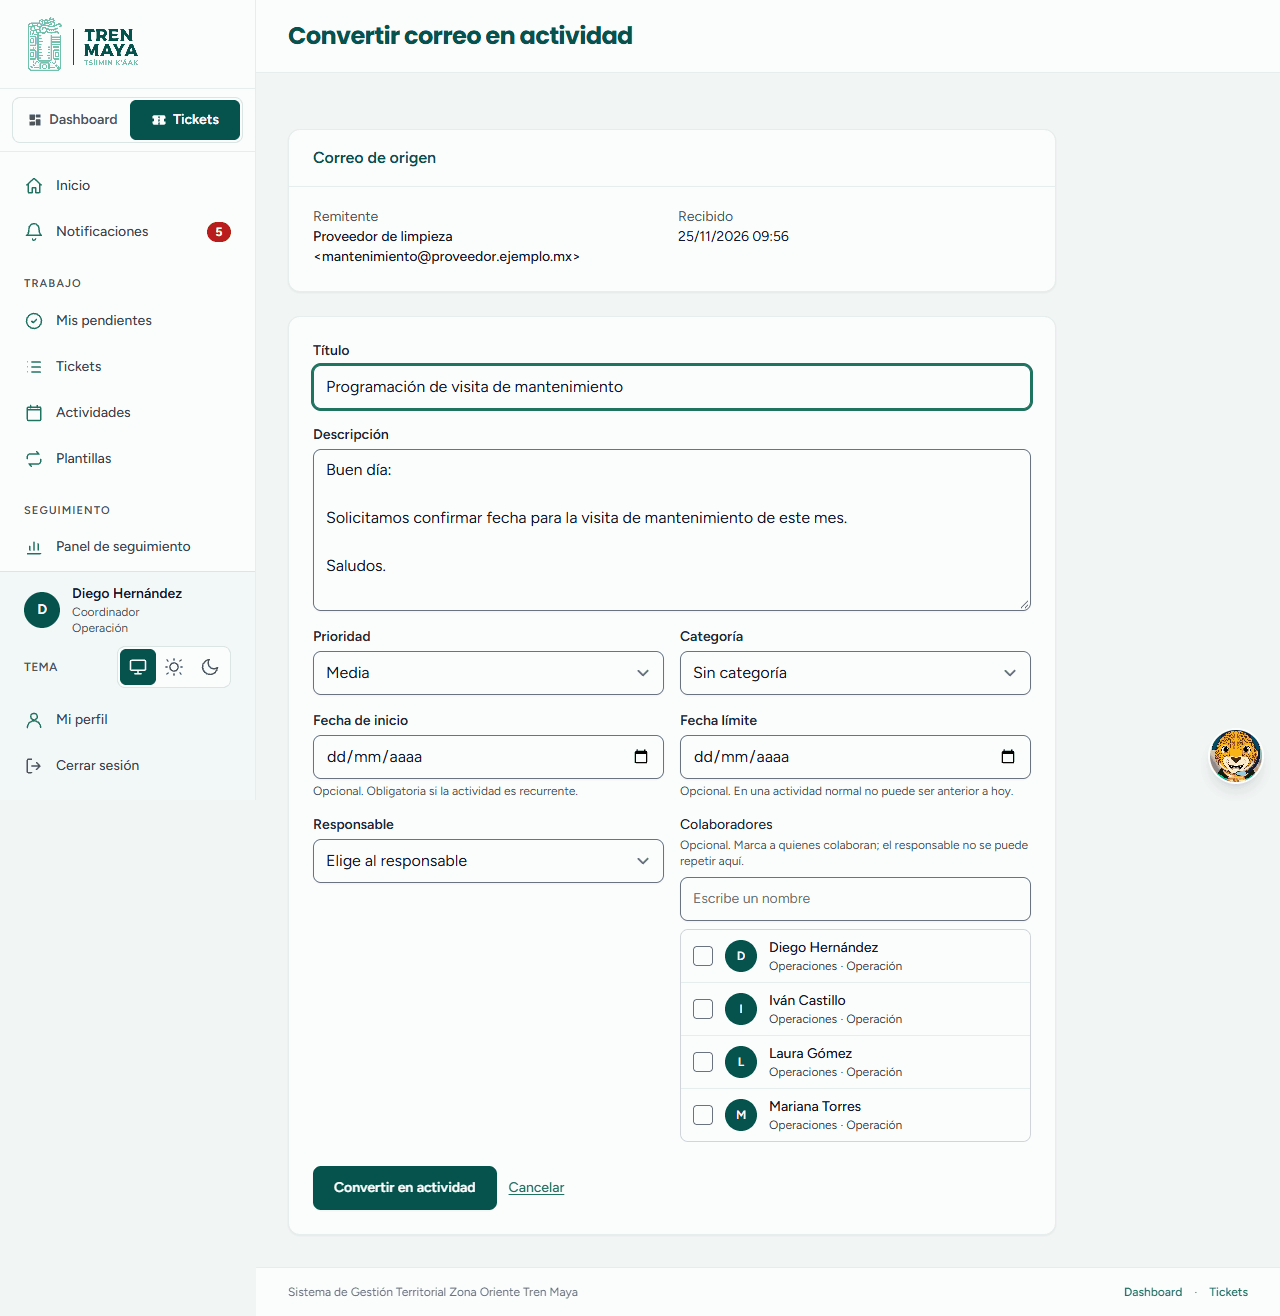 TREN
MAYA
TSÍIMIN K'ÁAK
Dashboard
Tickets
Inicio
Notificaciones
5
TRABAJO
Mis pendientes
Tickets
Actividades
Plantillas
SEGUIMIENTO
Panel de seguimiento
D
Diego Hernández
Coordinador
Operación
TEMA
Mi perfil
Cerrar sesión
Convertir correo en actividad
Correo de origen
Remitente
Proveedor de limpieza
<mantenimiento@proveedor.ejemplo.mx>
Recibido
25/11/2026 09:56
Título
Programación de visita de mantenimiento
Descripción
Buen día:
Solicitamos confirmar fecha para la visita de mantenimiento de este mes.
Saludos.
Prioridad
Media
Categoría
Sin categoría
Fecha de inicio
dd/mm/aaaa
Opcional. Obligatoria si la actividad es recurrente.
Fecha límite
dd/mm/aaaa
Opcional. En una actividad normal no puede ser anterior a hoy.
Responsable
Elige al responsable
Colaboradores
Opcional. Marca a quienes colaboran; el responsable no se puede
repetir aquí.
Escribe un nombre
D
Diego Hernández
Operaciones · Operación
I
Iván Castillo
Operaciones · Operación
L
Laura Gómez
Operaciones · Operación
M
Mariana Torres
Operaciones · Operación
Convertir en actividad
Cancelar
Sistema de Gestión Territorial Zona Oriente Tren Maya
Dashboard · Tickets